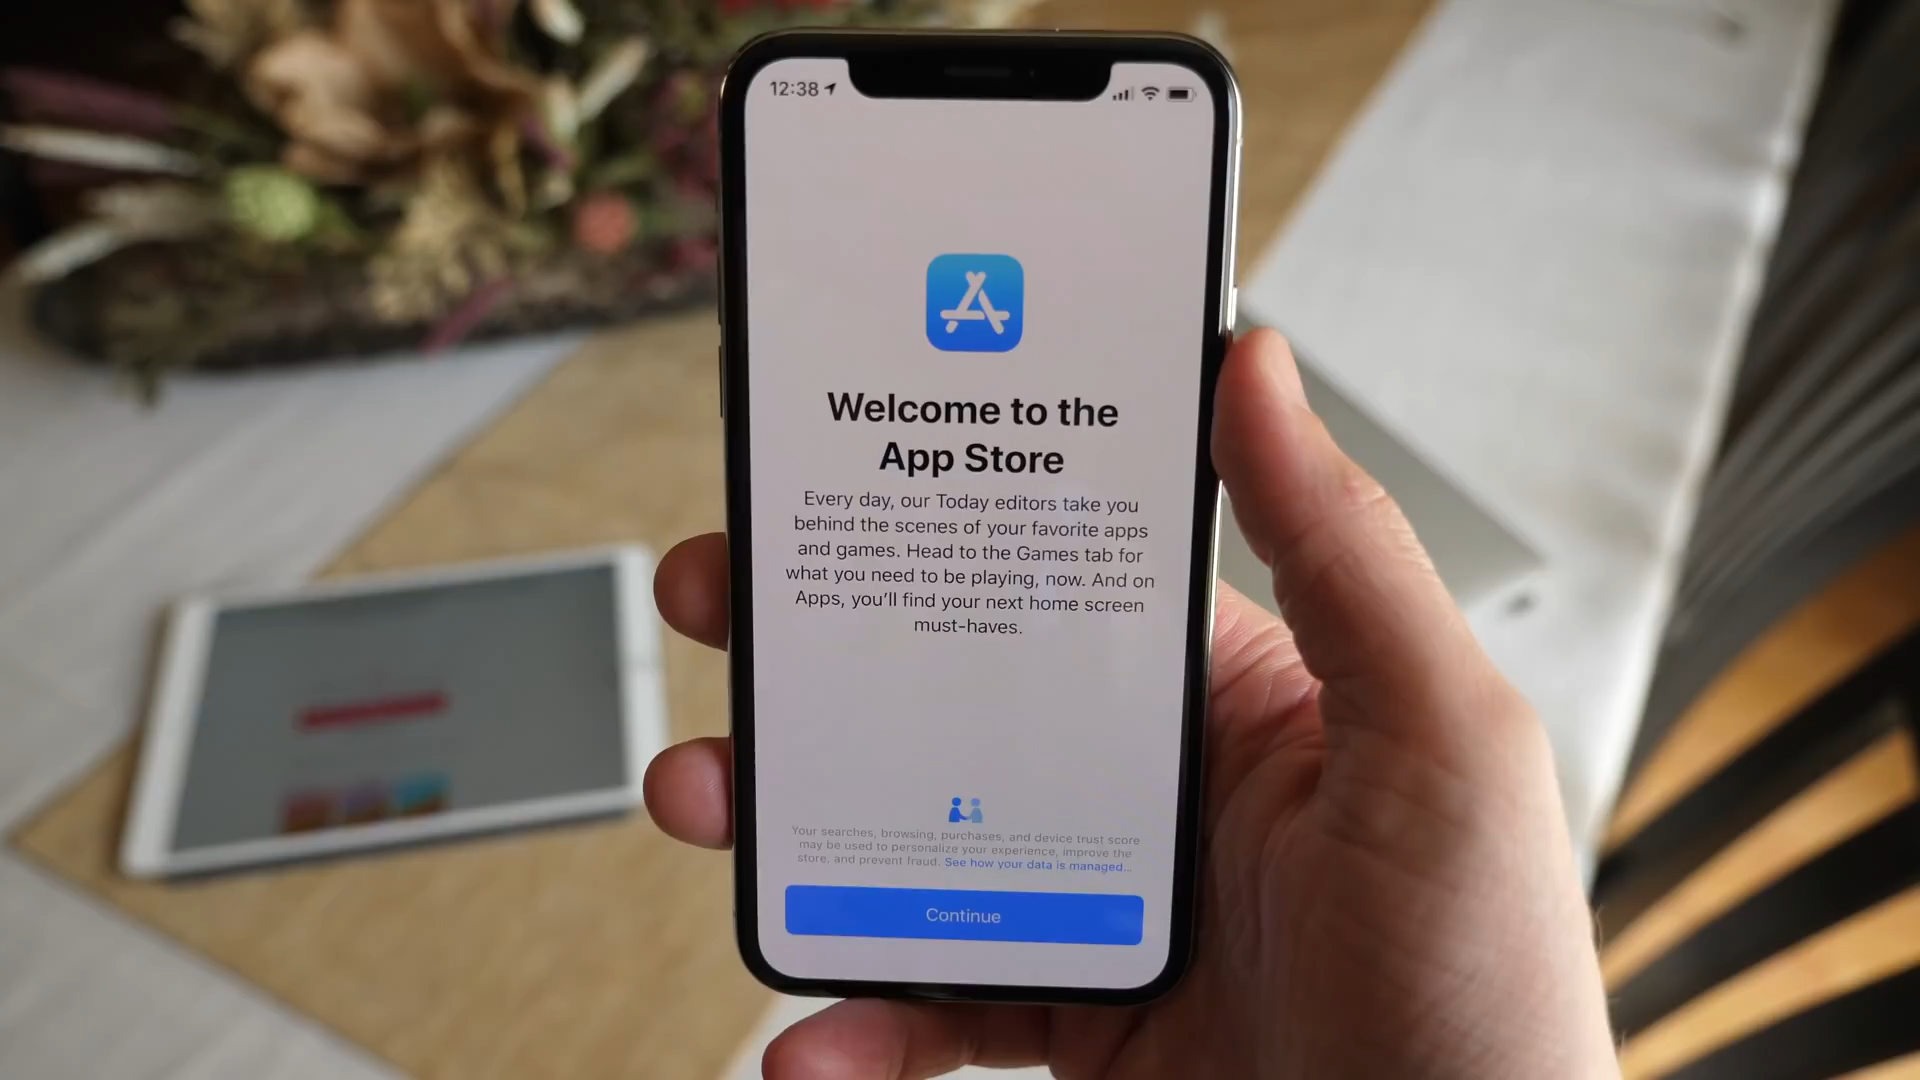 12:38
Welcome to the
App Store
Every day, our Today editors take you
behind the scenes of your favorite apps
and games. Head to the Games tab for
what you need to be playing, now. And on
Apps, you’ll find your next home screen
must-haves.
Your searches, browsing, purchases, and device trust score
may be used to personalize your experience, improve the
store, and prevent fraud. See how your data is managed...
Continue